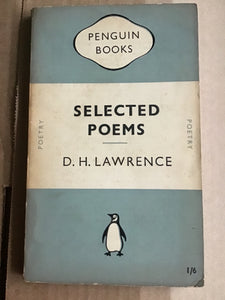 PENGUIN
BOOKS
SELECTED
POEMS
POETRY
POETRY
D. H. LAWRENCE
1/6